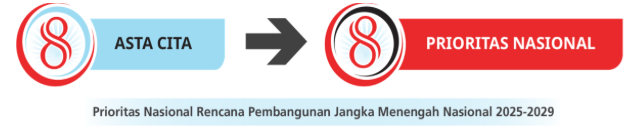 8 ASTA CITA
8 PRIORITAS NASIONAL
Prioritas Nasional Rencana Pembangunan Jangka Menengah Nasional 2025-2029